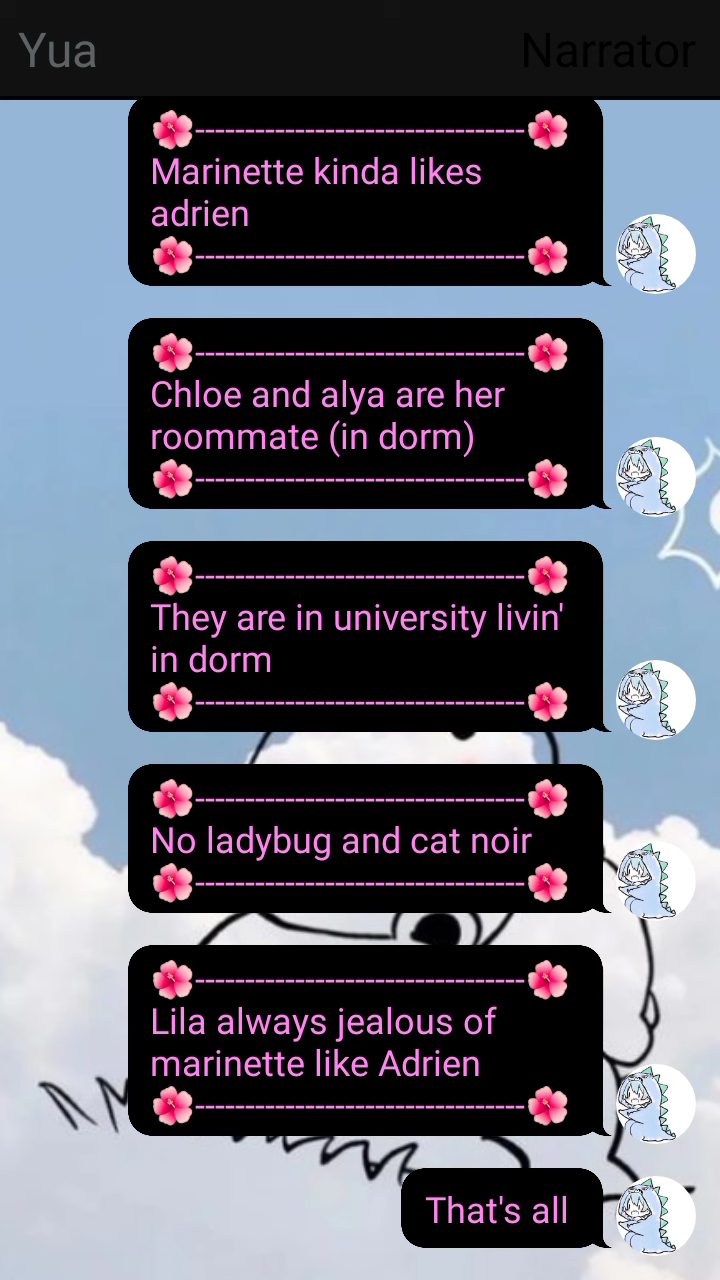 Yua
Narrator
🌺---------------------------------🌺
Marinette kinda likes
adrien
🌺---------------------------------🌺
🌺---------------------------------🌺
Chloe and alya are her
roommate (in dorm)
🌺---------------------------------🌺
🌺---------------------------------🌺
They are in university livin'
in dorm
🌺---------------------------------🌺
🌺---------------------------------🌺
No ladybug and cat noir
🌺---------------------------------🌺
🌺---------------------------------🌺
Lila always jealous of
marinette like Adrien
🌺---------------------------------🌺
That's all